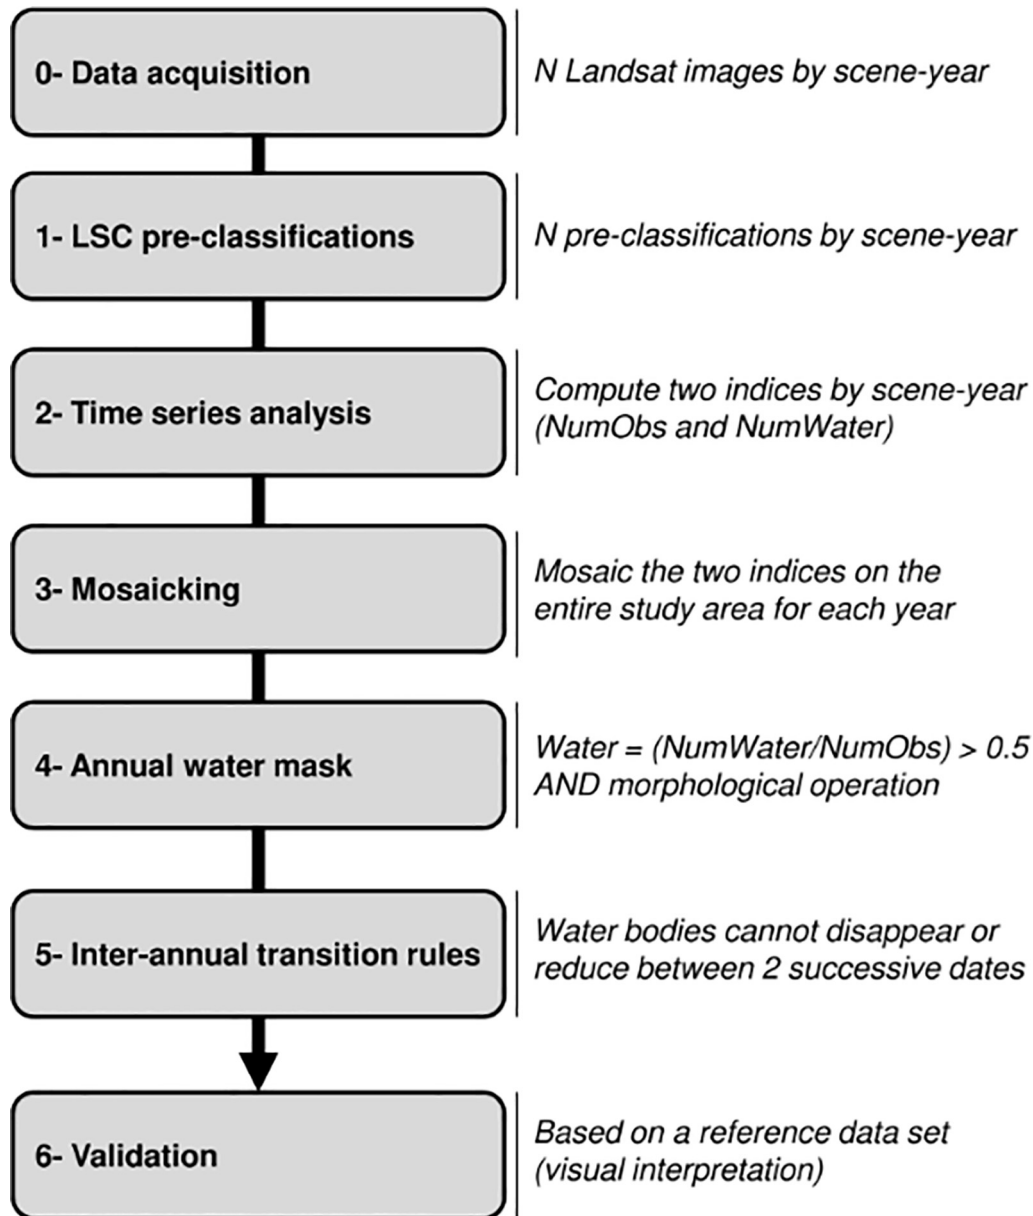 0- Data acquisition
N Landsat images by scene-year
1- LSC pre-classifications
N pre-classifications by scene-year
2- Time series analysis
Compute two indices by scene-year
(NumObs and NumWater)
3- Mosaicking
Mosaic the two indices on the
entire study area for each year
4- Annual water mask
Water = (NumWater/NumObs) > 0.5
AND morphological operation
5- Inter-annual transition rules
Water bodies cannot disappear or
reduce between 2 successive dates
6- Validation
Based on a reference data set
(visual interpretation)